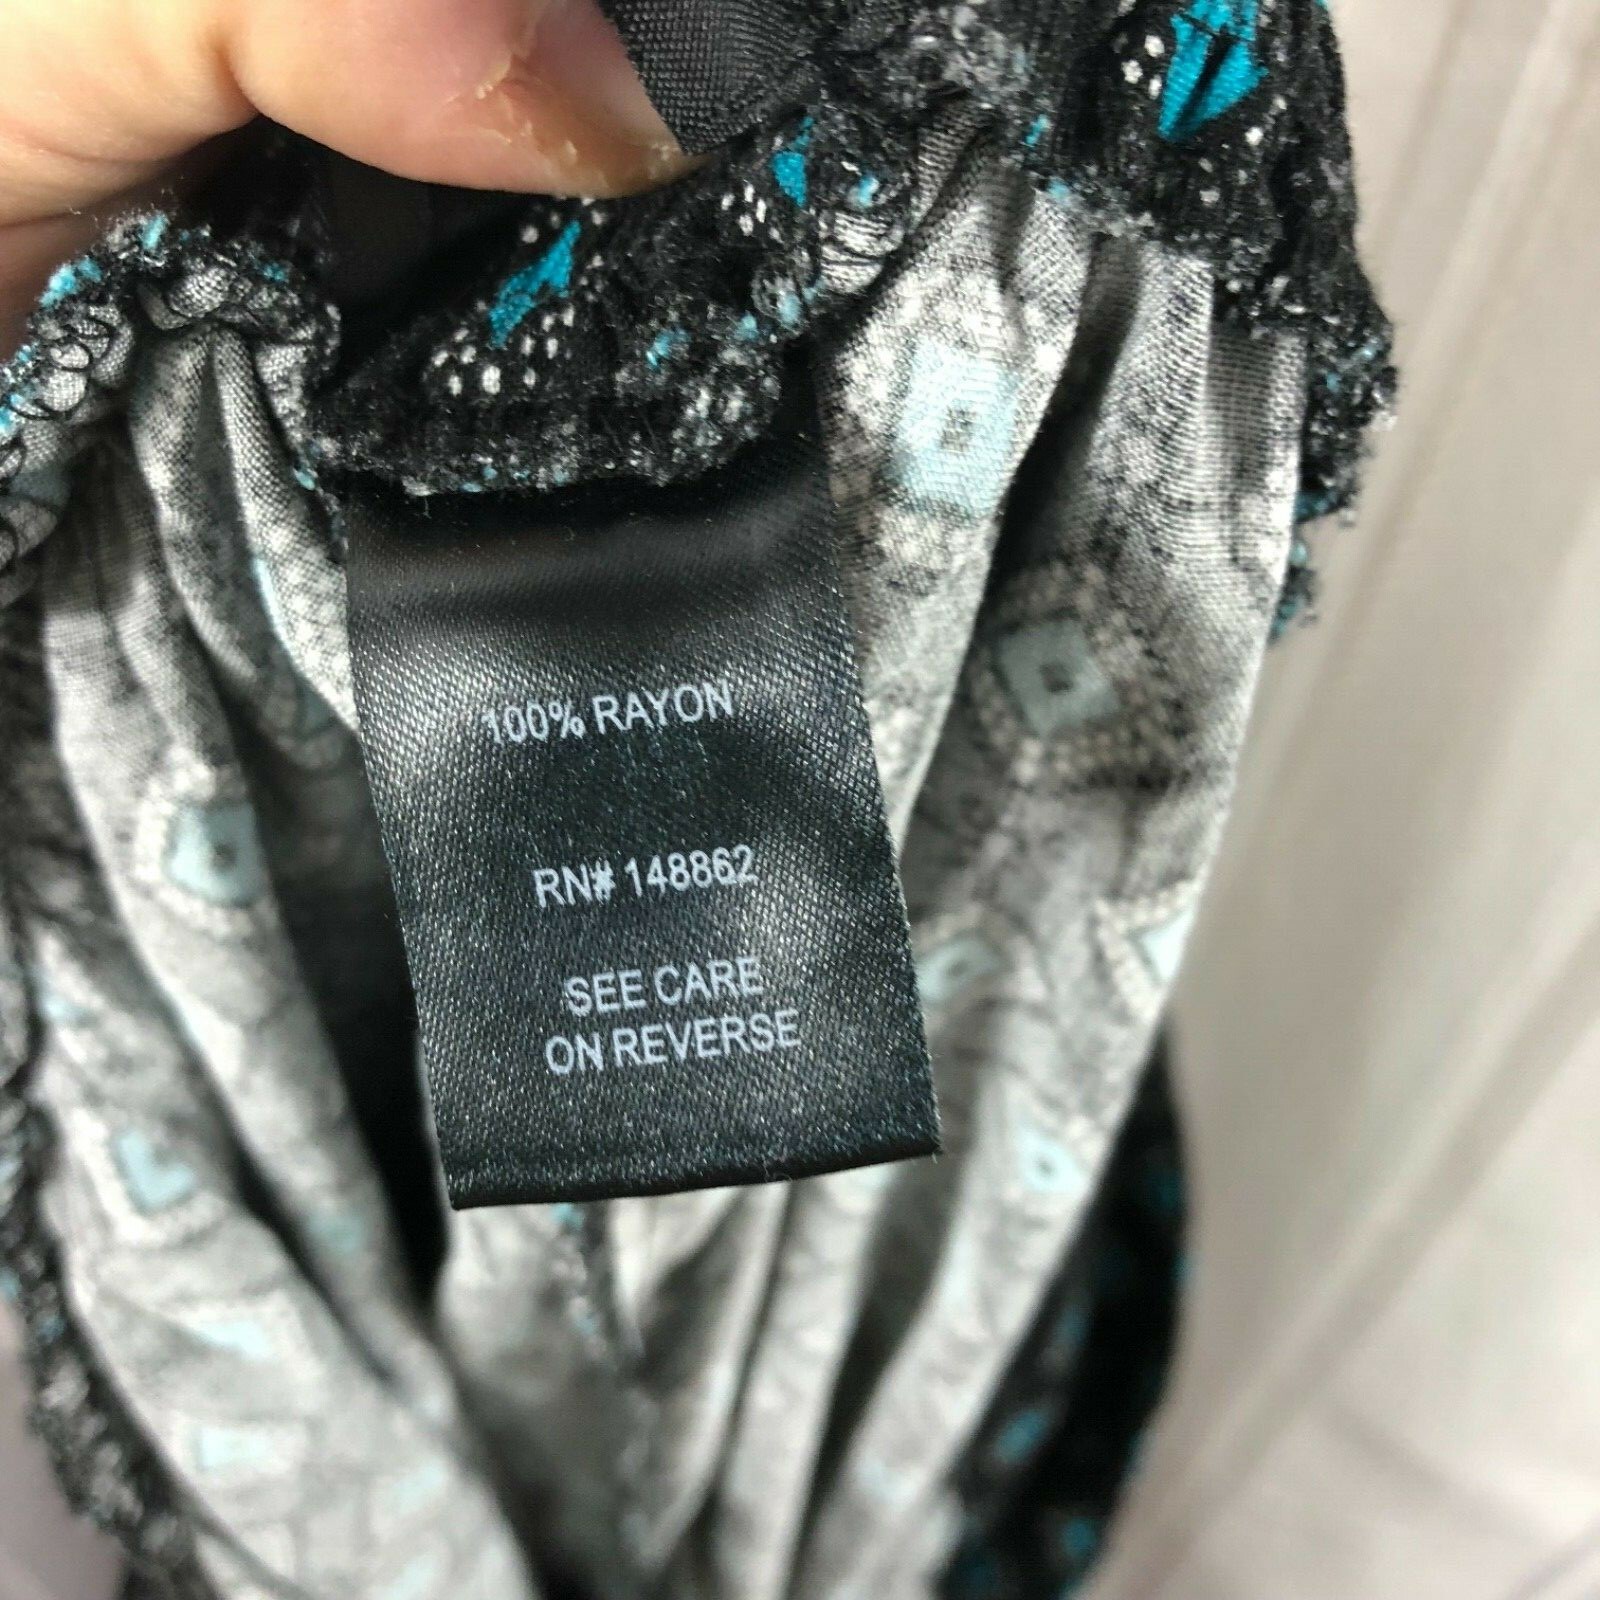 100% RAYON
RN# 148862
SEE CARE
ON REVERSE